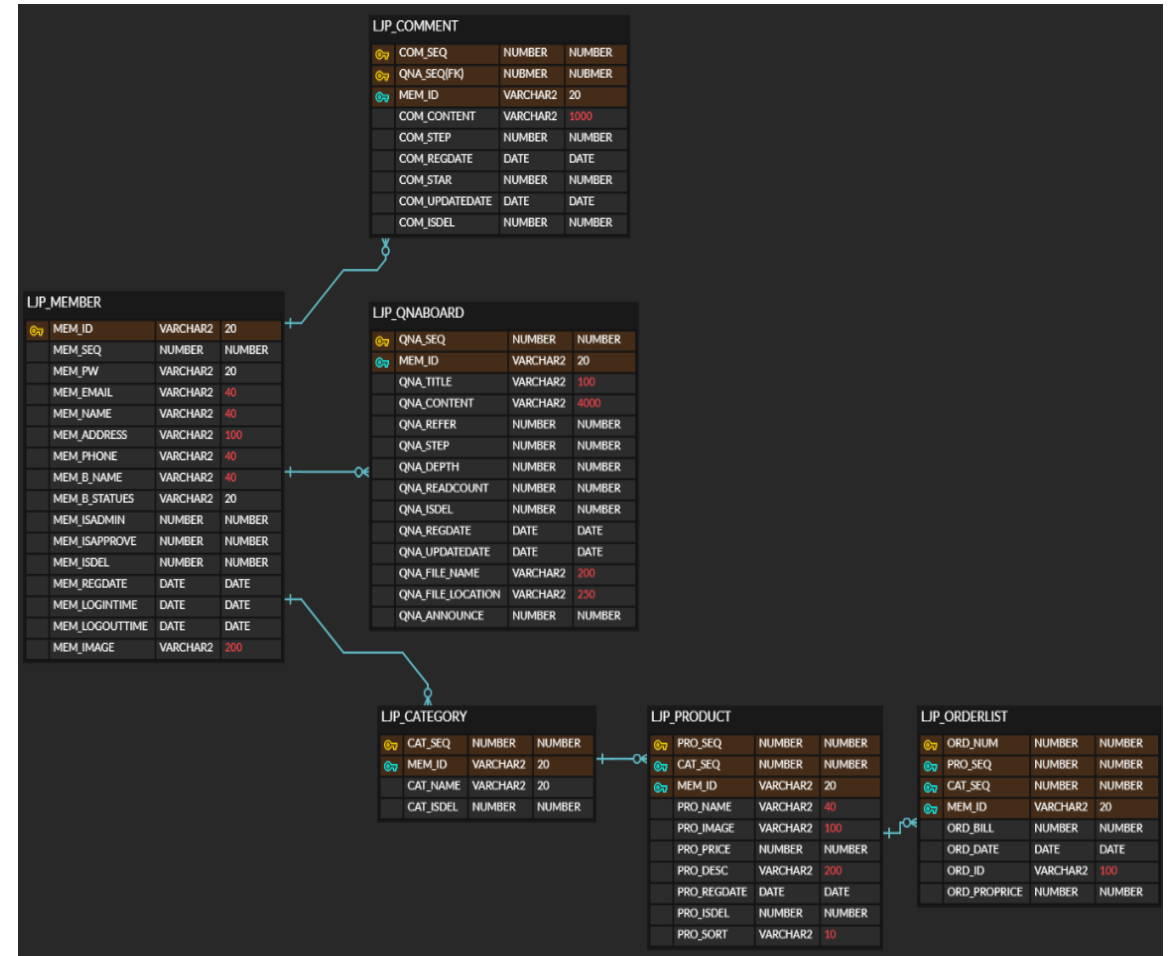 LJP_COMMENT
COM_SEQ NUMBER NUMBER
QNA_SEQ(FK) NUBMER NUBMER
MEM_ID VARCHAR2 20
COM_CONTENT VARCHAR2 1000
COM_STEP NUMBER NUMBER
COM_REGDATE DATE DATE
COM_STAR NUMBER NUMBER
COM_UPDATEDATE DATE DATE
COM_ISDEL NUMBER NUMBER
LJP_MEMBER
MEM_ID VARCHAR2 20
MEM_SEQ NUMBER NUMBER
MEM_PW VARCHAR2 20
MEM_EMAIL VARCHAR2 40
MEM_NAME VARCHAR2 40
MEM_ADDRESS VARCHAR2 100
MEM_PHONE VARCHAR2 40
MEM_B_NAME VARCHAR2 40
MEM_B_STATUES VARCHAR2 20
MEM_ISADMIN NUMBER NUMBER
MEM_ISAPPROVE NUMBER NUMBER
MEM_ISDEL NUMBER NUMBER
MEM_REGDATE DATE DATE
MEM_LOGINTIME DATE DATE
MEM_LOGOUTTIME DATE DATE
MEM_IMAGE VARCHAR2 200
LJP_QNABOARD
QNA_SEQ NUMBER NUMBER
MEM_ID VARCHAR2 20
QNA_TITLE VARCHAR2 100
QNA_CONTENT VARCHAR2 4000
QNA_REFER NUMBER NUMBER
QNA_STEP NUMBER NUMBER
QNA_DEPTH NUMBER NUMBER
QNA_READCOUNT NUMBER NUMBER
QNA_ISDEL NUMBER NUMBER
QNA_REGDATE DATE DATE
QNA_UPDATEDATE DATE DATE
QNA_FILE_NAME VARCHAR2 200
QNA_FILE_LOCATION VARCHAR2 250
QNA_ANNOUNCE NUMBER NUMBER
LJP_CATEGORY
CAT_SEQ NUMBER NUMBER
MEM_ID VARCHAR2 20
CAT_NAME VARCHAR2 20
CAT_ISDEL NUMBER NUMBER
LJP_PRODUCT
PRO_SEQ NUMBER NUMBER
CAT_SEQ NUMBER NUMBER
MEM_ID VARCHAR2 20
PRO_NAME VARCHAR2 40
PRO_IMAGE VARCHAR2 100
PRO_PRICE NUMBER NUMBER
PRO_DESC VARCHAR2 200
PRO_REGDATE DATE DATE
PRO_ISDEL NUMBER NUMBER
PRO_SORT VARCHAR2 10
LJP_ORDERLIST
ORD_NUM NUMBER NUMBER
PRO_SEQ NUMBER NUMBER
CAT_SEQ NUMBER NUMBER
MEM_ID VARCHAR2 20
ORD_BILL NUMBER NUMBER
ORD_DATE DATE DATE
ORD_ID VARCHAR2 100
ORD_PROPRICE NUMBER NUMBER